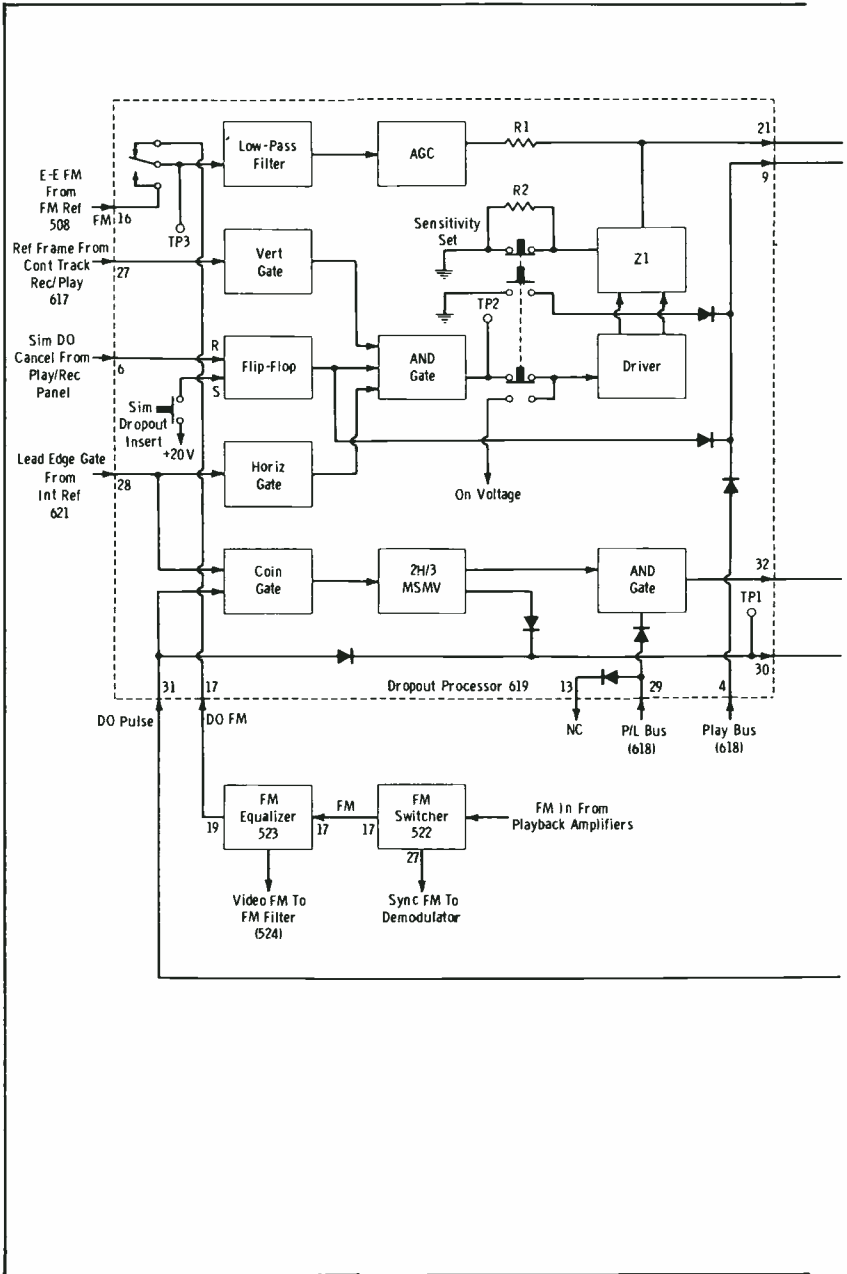 E-E FM
From
FM Ref
508
FM
16
TP3
Low-Pass
Filter
AGC
R1
21
9
Ref Frame From
Cont Track
Rec/Play
617
27
Vert
Gate
Sensitivity
Set
R2
Z1
TP2
Sim DO
Cancel From
Play/Rec
Panel
6
R
S
Flip-Flop
AND
Gate
Driver
Sim
Dropout
Insert
+20V
Lead Edge Gate
From
Int Ref
621
28
Horiz
Gate
On Voltage
Coin
Gate
2H/3
MSMV
AND
Gate
32
TP1
30
31
17
Dropout Processor 619
13
29
4
DO Pulse
DO FM
NC
P/L Bus
(618)
Play Bus
(618)
19
FM
Equalizer
523
17
FM
17
FM
Switcher
522
27
FM In From
Playback Amplifiers
Video FM To
FM Filter
(524)
Sync FM To
Demodulator